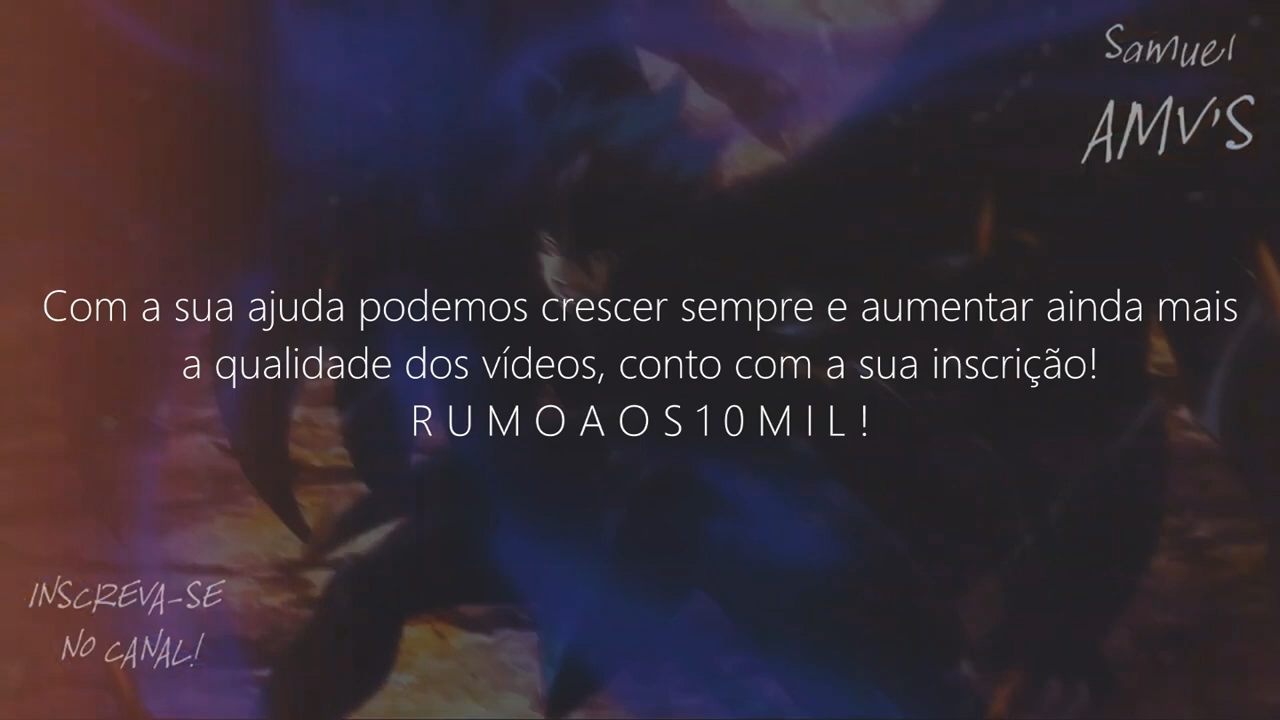 Samuel
AMV'S
Com a sua ajuda podemos crescer sempre e aumentar ainda mais
a qualidade dos vídeos, conto com a sua inscrição!
R U M O A O S 1 0 M I L !
INSCREVA-SE
NO CANAL!